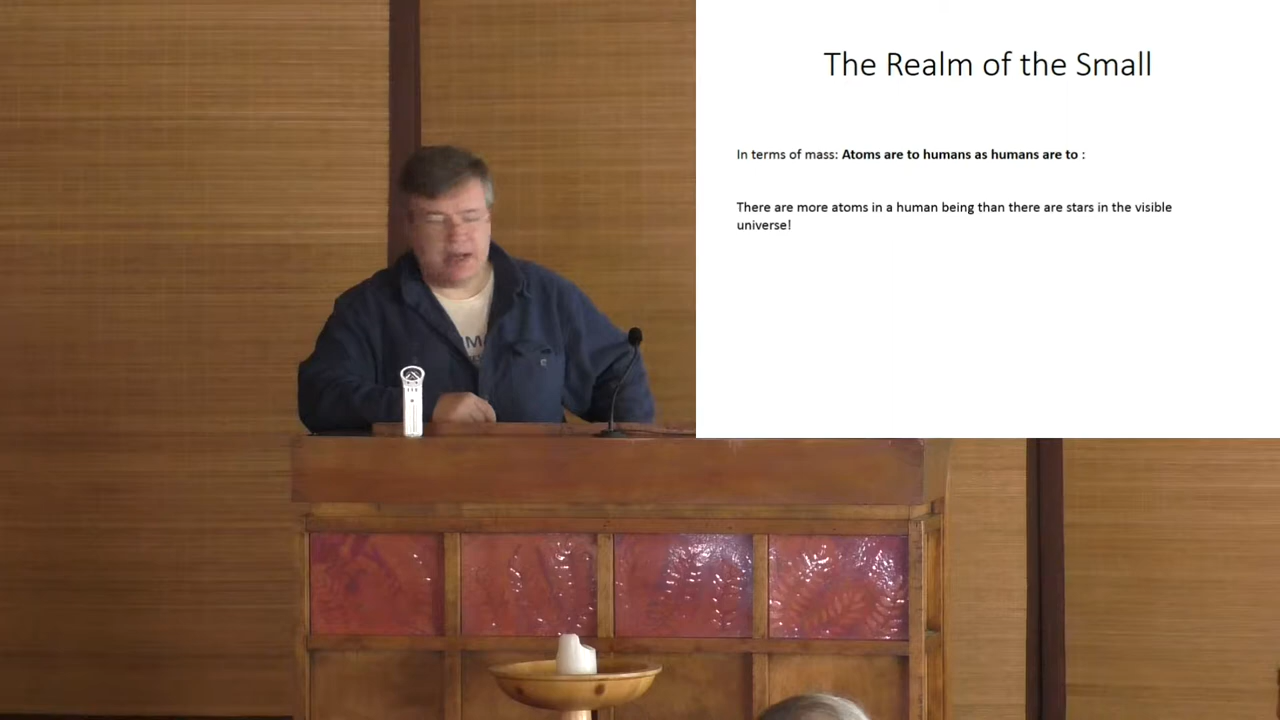 The Realm of the Small
In terms of mass: Atoms are to humans as humans are to :
There are more atoms in a human being than there are stars in the visible
universe!